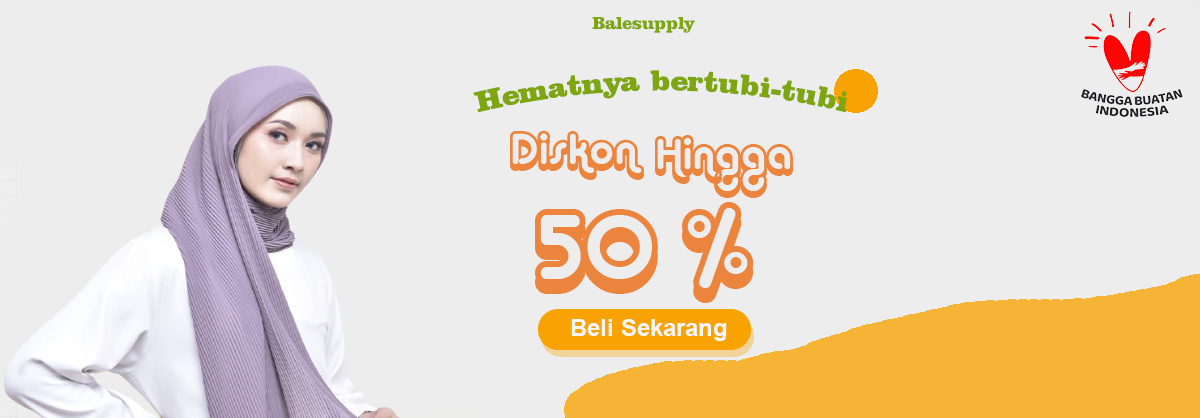 Balesupply
Hematnya bertubi-tubi
Diskon Hingga
50 %
Beli Sekarang
BANGGA BUATAN
INDONESIA